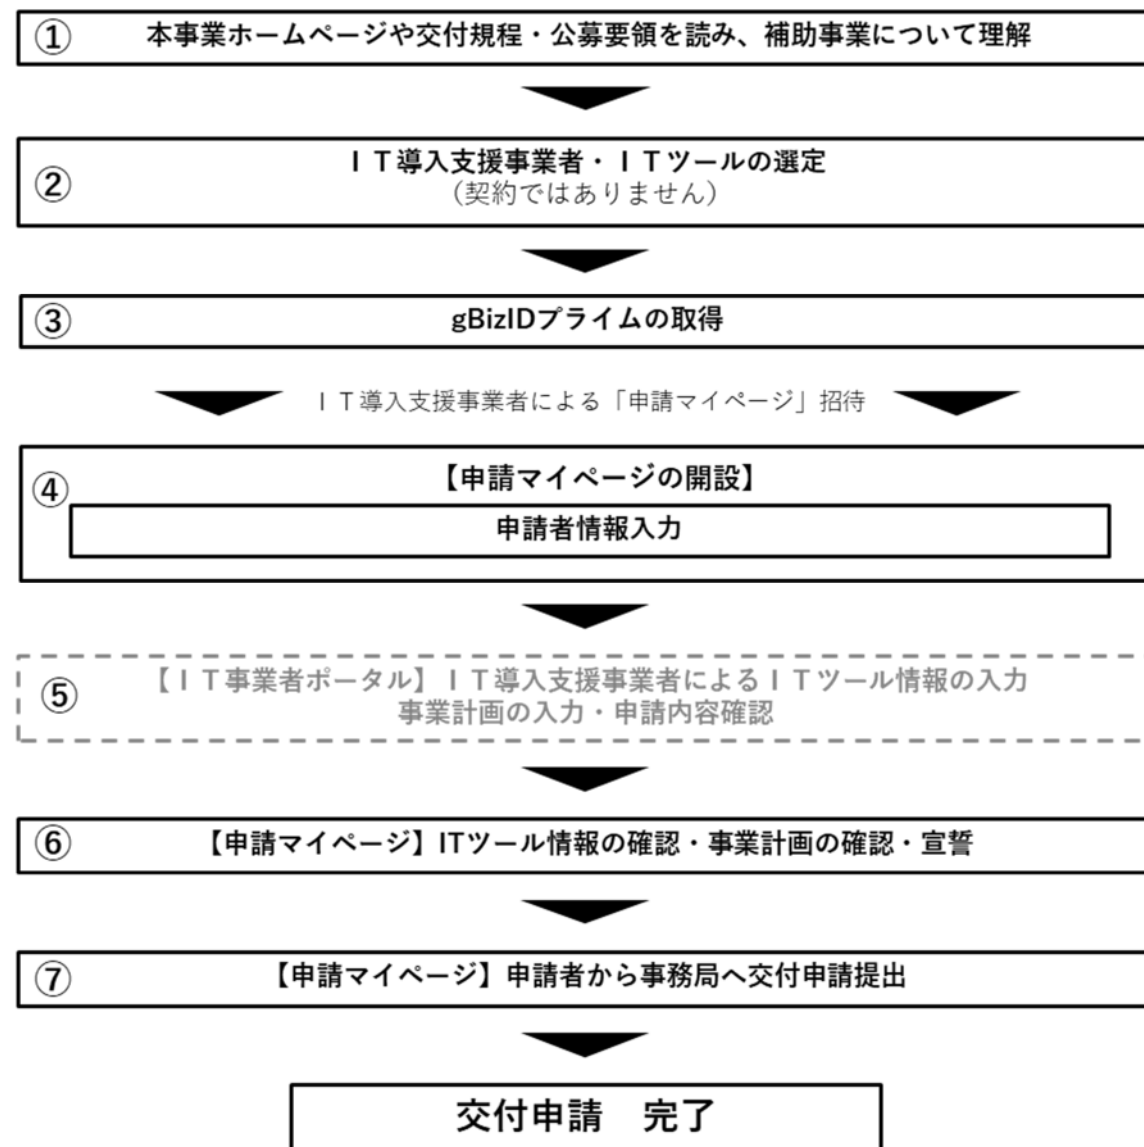 ① 本事業ホームページや交付規程・公募要領を読み、補助事業について理解
② ＩＴ導入支援事業者・ＩＴツールの選定
（契約ではありません）
③ gBizIDプライムの取得
ＩＴ導入支援事業者による「申請マイページ」招待
④ 【申請マイページの開設】
申請者情報入力
⑤ 【ＩＴ事業者ポータル】ＩＴ導入支援事業者によるＩＴツール情報の入力
事業計画の入力・申請内容確認
⑥ 【申請マイページ】ITツール情報の確認・事業計画の確認・宣誓
⑦ 【申請マイページ】申請者から事務局へ交付申請提出
交付申請　完了